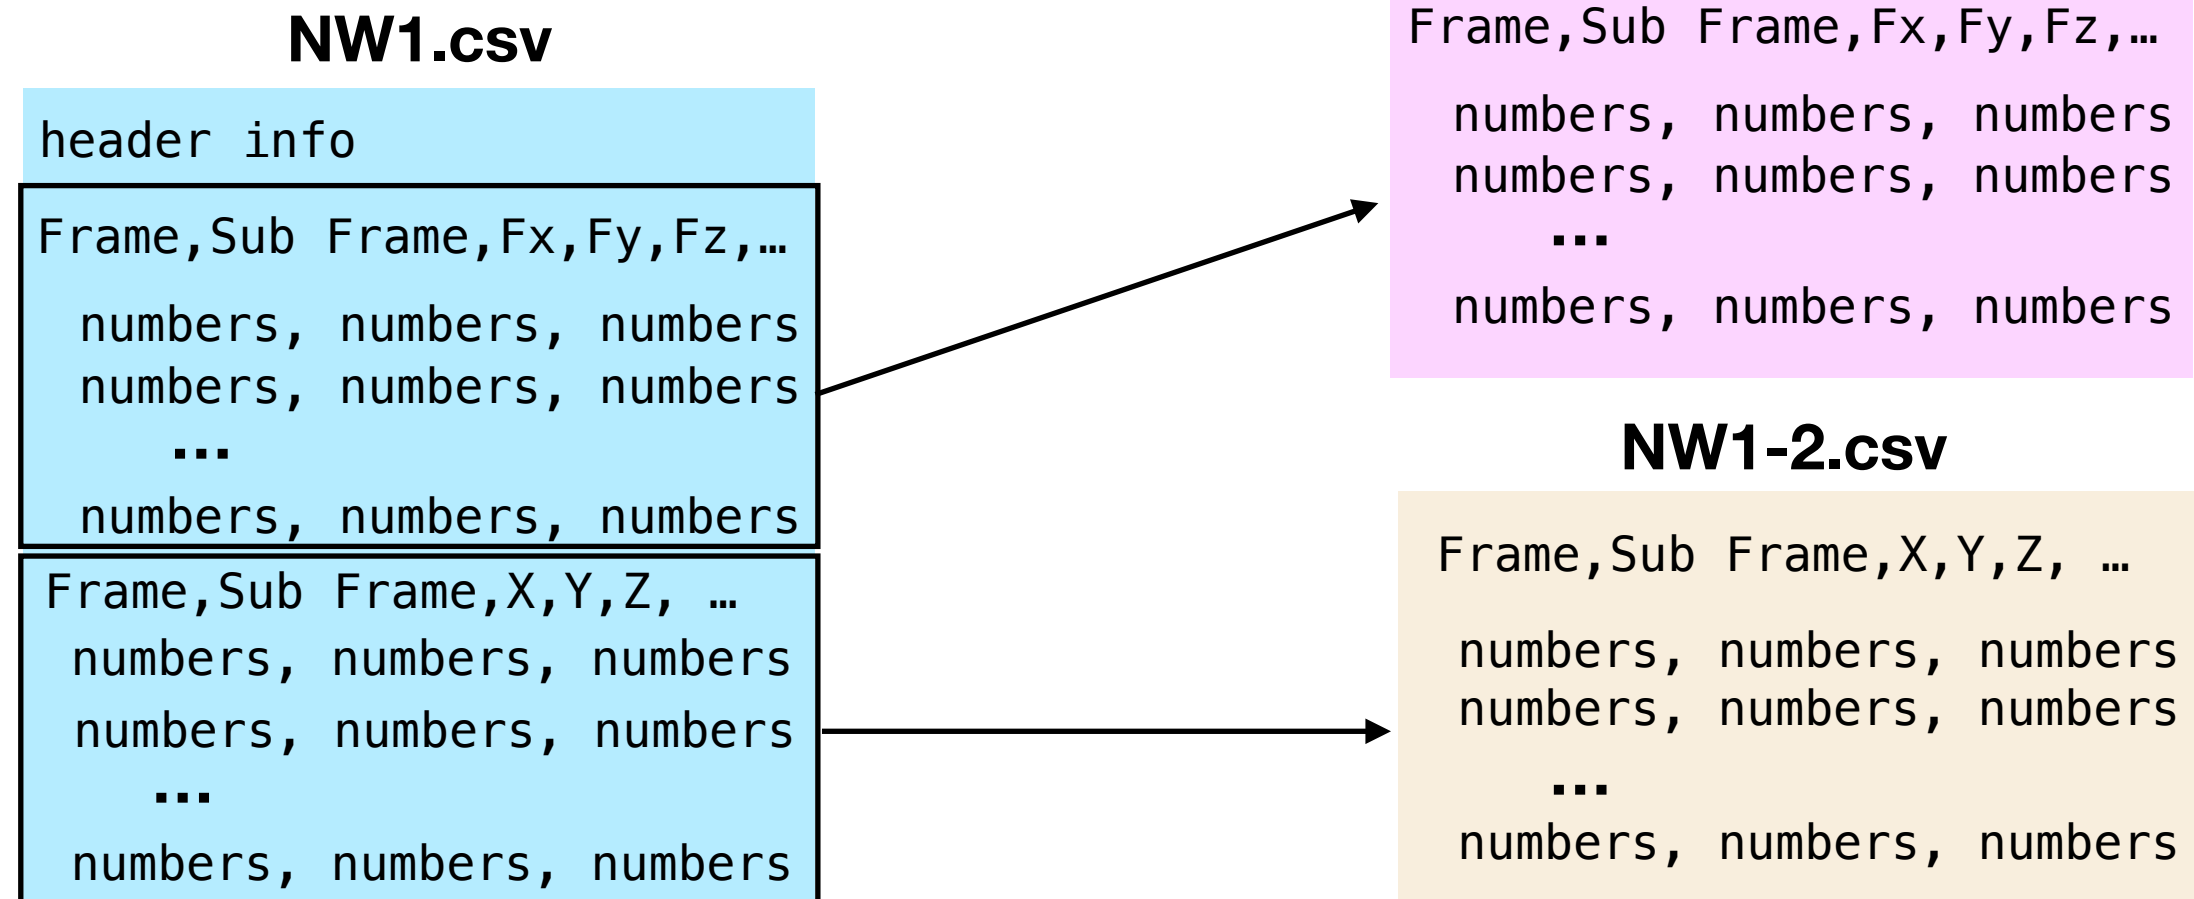 NW1.csv
header info
Frame,Sub Frame,Fx,Fy,Fz,…
numbers, numbers, numbers
numbers, numbers, numbers
...
numbers, numbers, numbers
Frame,Sub Frame,X,Y,Z, …
numbers, numbers, numbers
numbers, numbers, numbers
...
numbers, numbers, numbers
Frame,Sub Frame,Fx,Fy,Fz,…
numbers, numbers, numbers
numbers, numbers, numbers
...
numbers, numbers, numbers
NW1-2.csv
Frame,Sub Frame,X,Y,Z, …
numbers, numbers, numbers
numbers, numbers, numbers
...
numbers, numbers, numbers